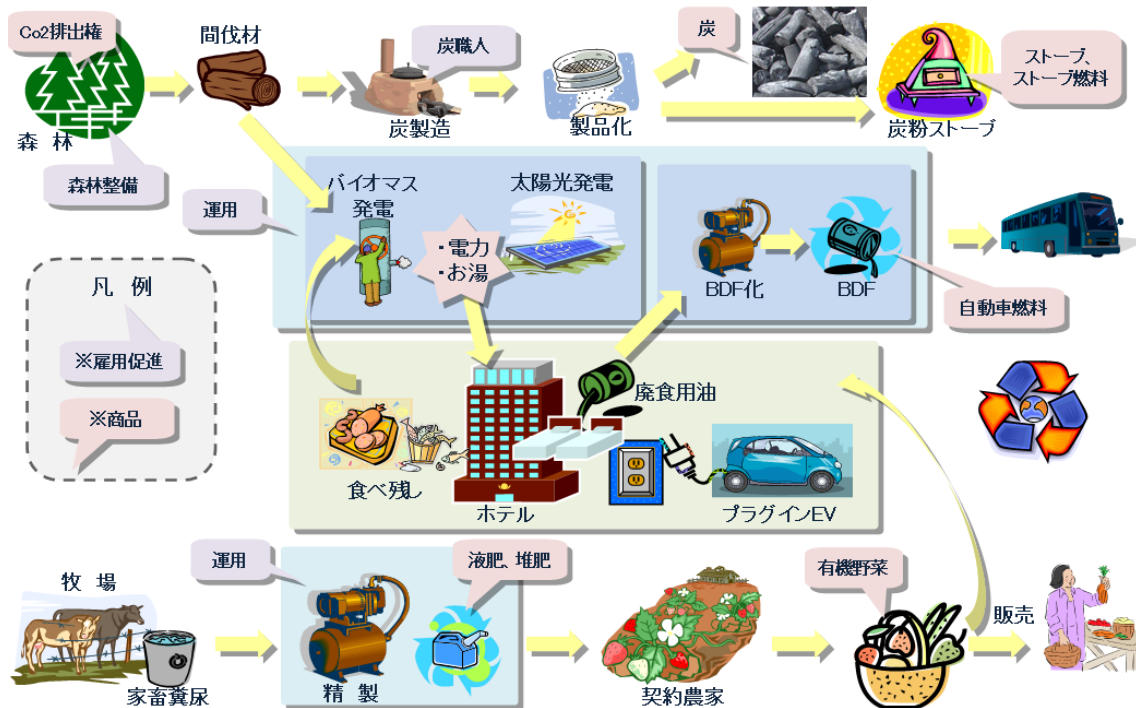 Co2排出権
間伐材
炭職人
炭
ストーブ、
ストーブ燃料
森 林
炭製造
製品化
炭粉ストーブ
森林整備
運用
バイオマス
発電
太陽光発電
・電力
・お湯
BDF化
BDF
自動車燃料
凡 例
※雇用促進
※商品
廃食用油
食べ残し
ホテル
プラグインEV
牧 場
運用
液肥、堆肥
有機野菜
販売
家畜糞尿
精 製
契約農家